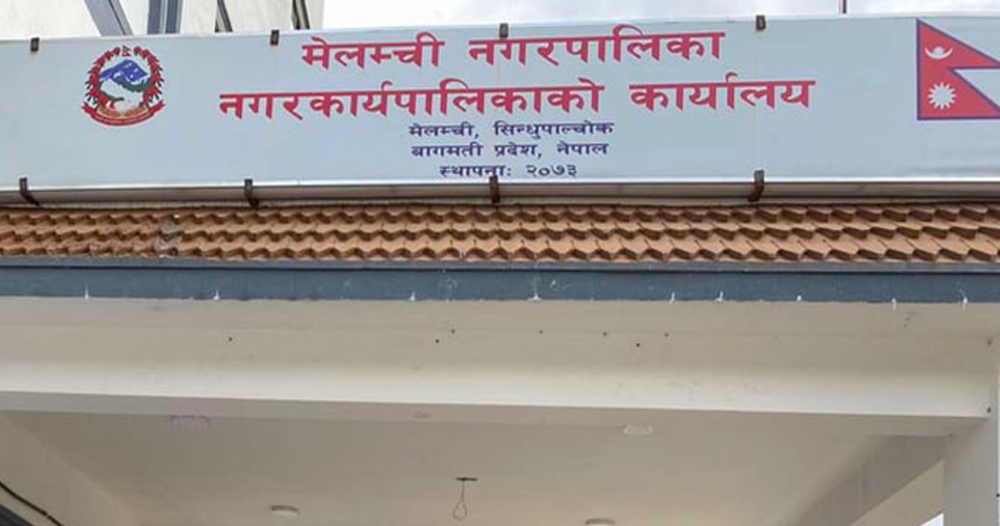 मेलम्ची नगरपालिका
नगरकार्यपालिकाको कार्यालय
मेलम्ची, सिन्धुपाल्चोक
बागमती प्रदेश, नेपाल
स्थापनाः २०७३